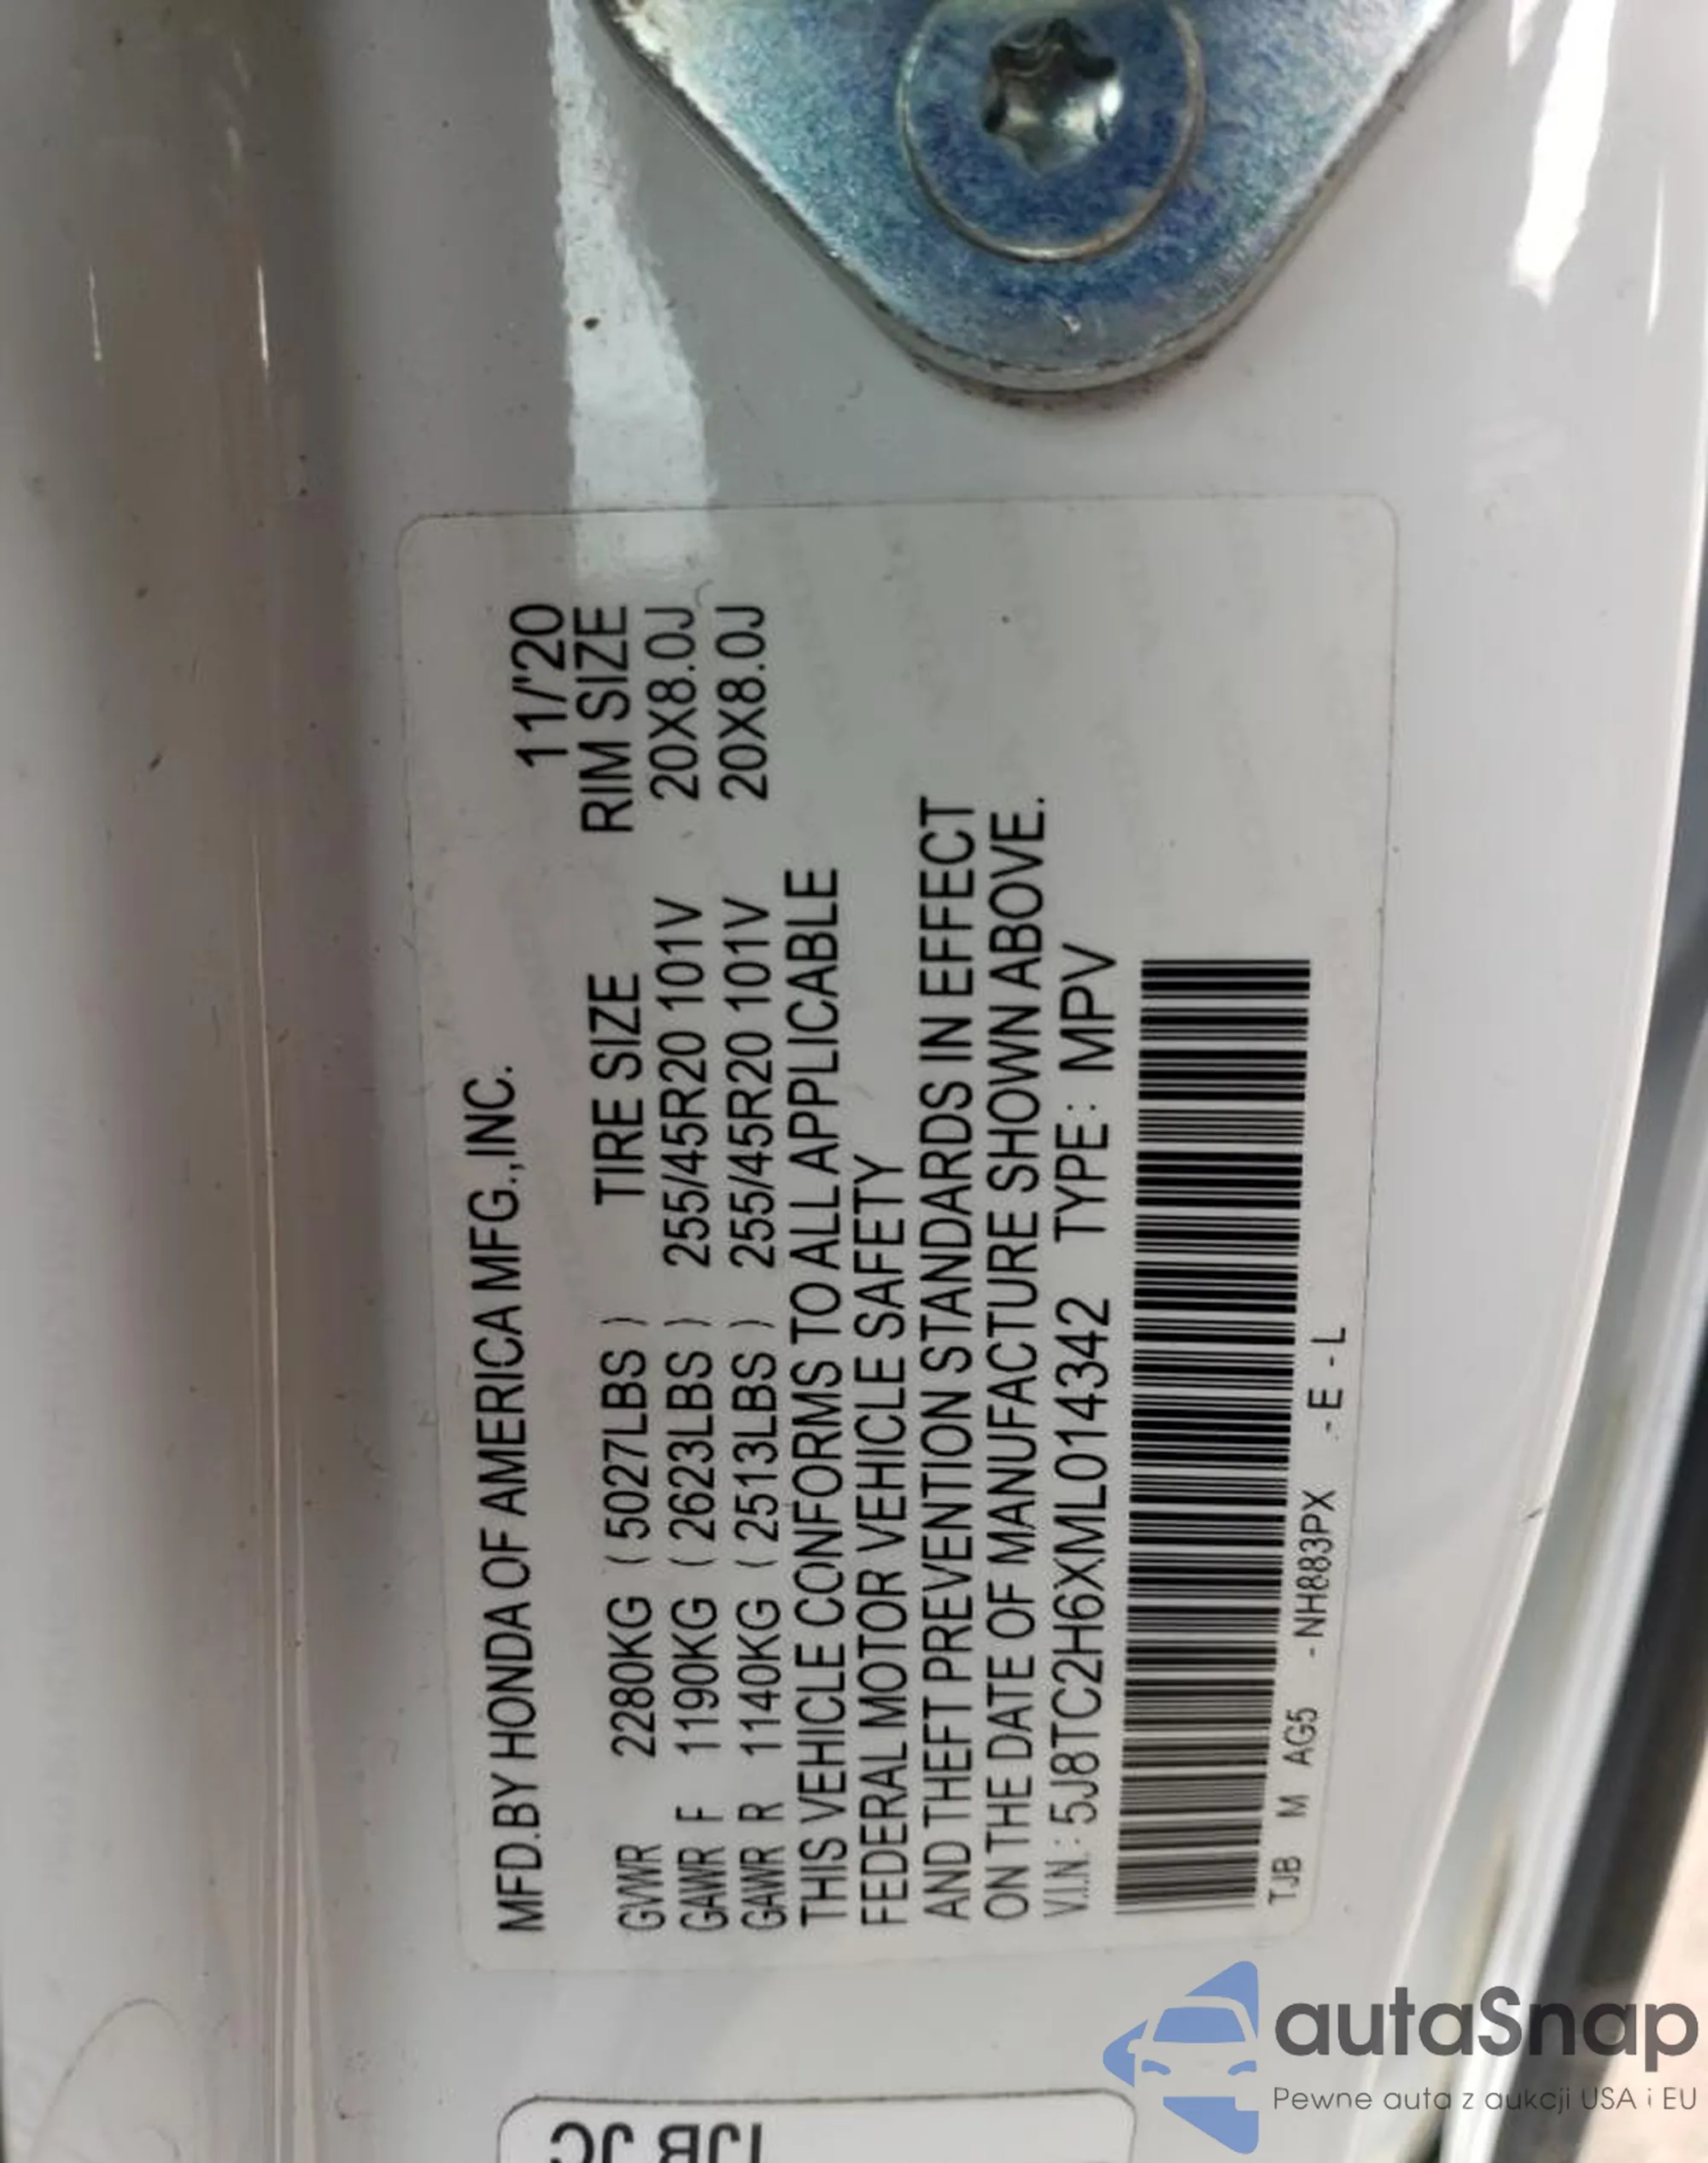 MFD.BY HONDA OF AMERICA MFG.,INC. 11/'20
TIRE SIZE RIM SIZE
GVWR 2280KG ( 5027LBS )
GAWR F 1190KG ( 2623LBS ) 255/45R20 101V 20X8.0J
GAWR R 1140KG ( 2513LBS ) 255/45R20 101V 20X8.0J
THIS VEHICLE CONFORMS TO ALL APPLICABLE
FEDERAL MOTOR VEHICLE SAFETY
AND THEFT PREVENTION STANDARDS IN EFFECT
ON THE DATE OF MANUFACTURE SHOWN ABOVE.
V.I.N.: 5J8TC2H6XML014342 TYPE: MPV
TJB M AG5 -NH883PX .-E - L
autaSnap
Pewne auta z aukcji USA i EU